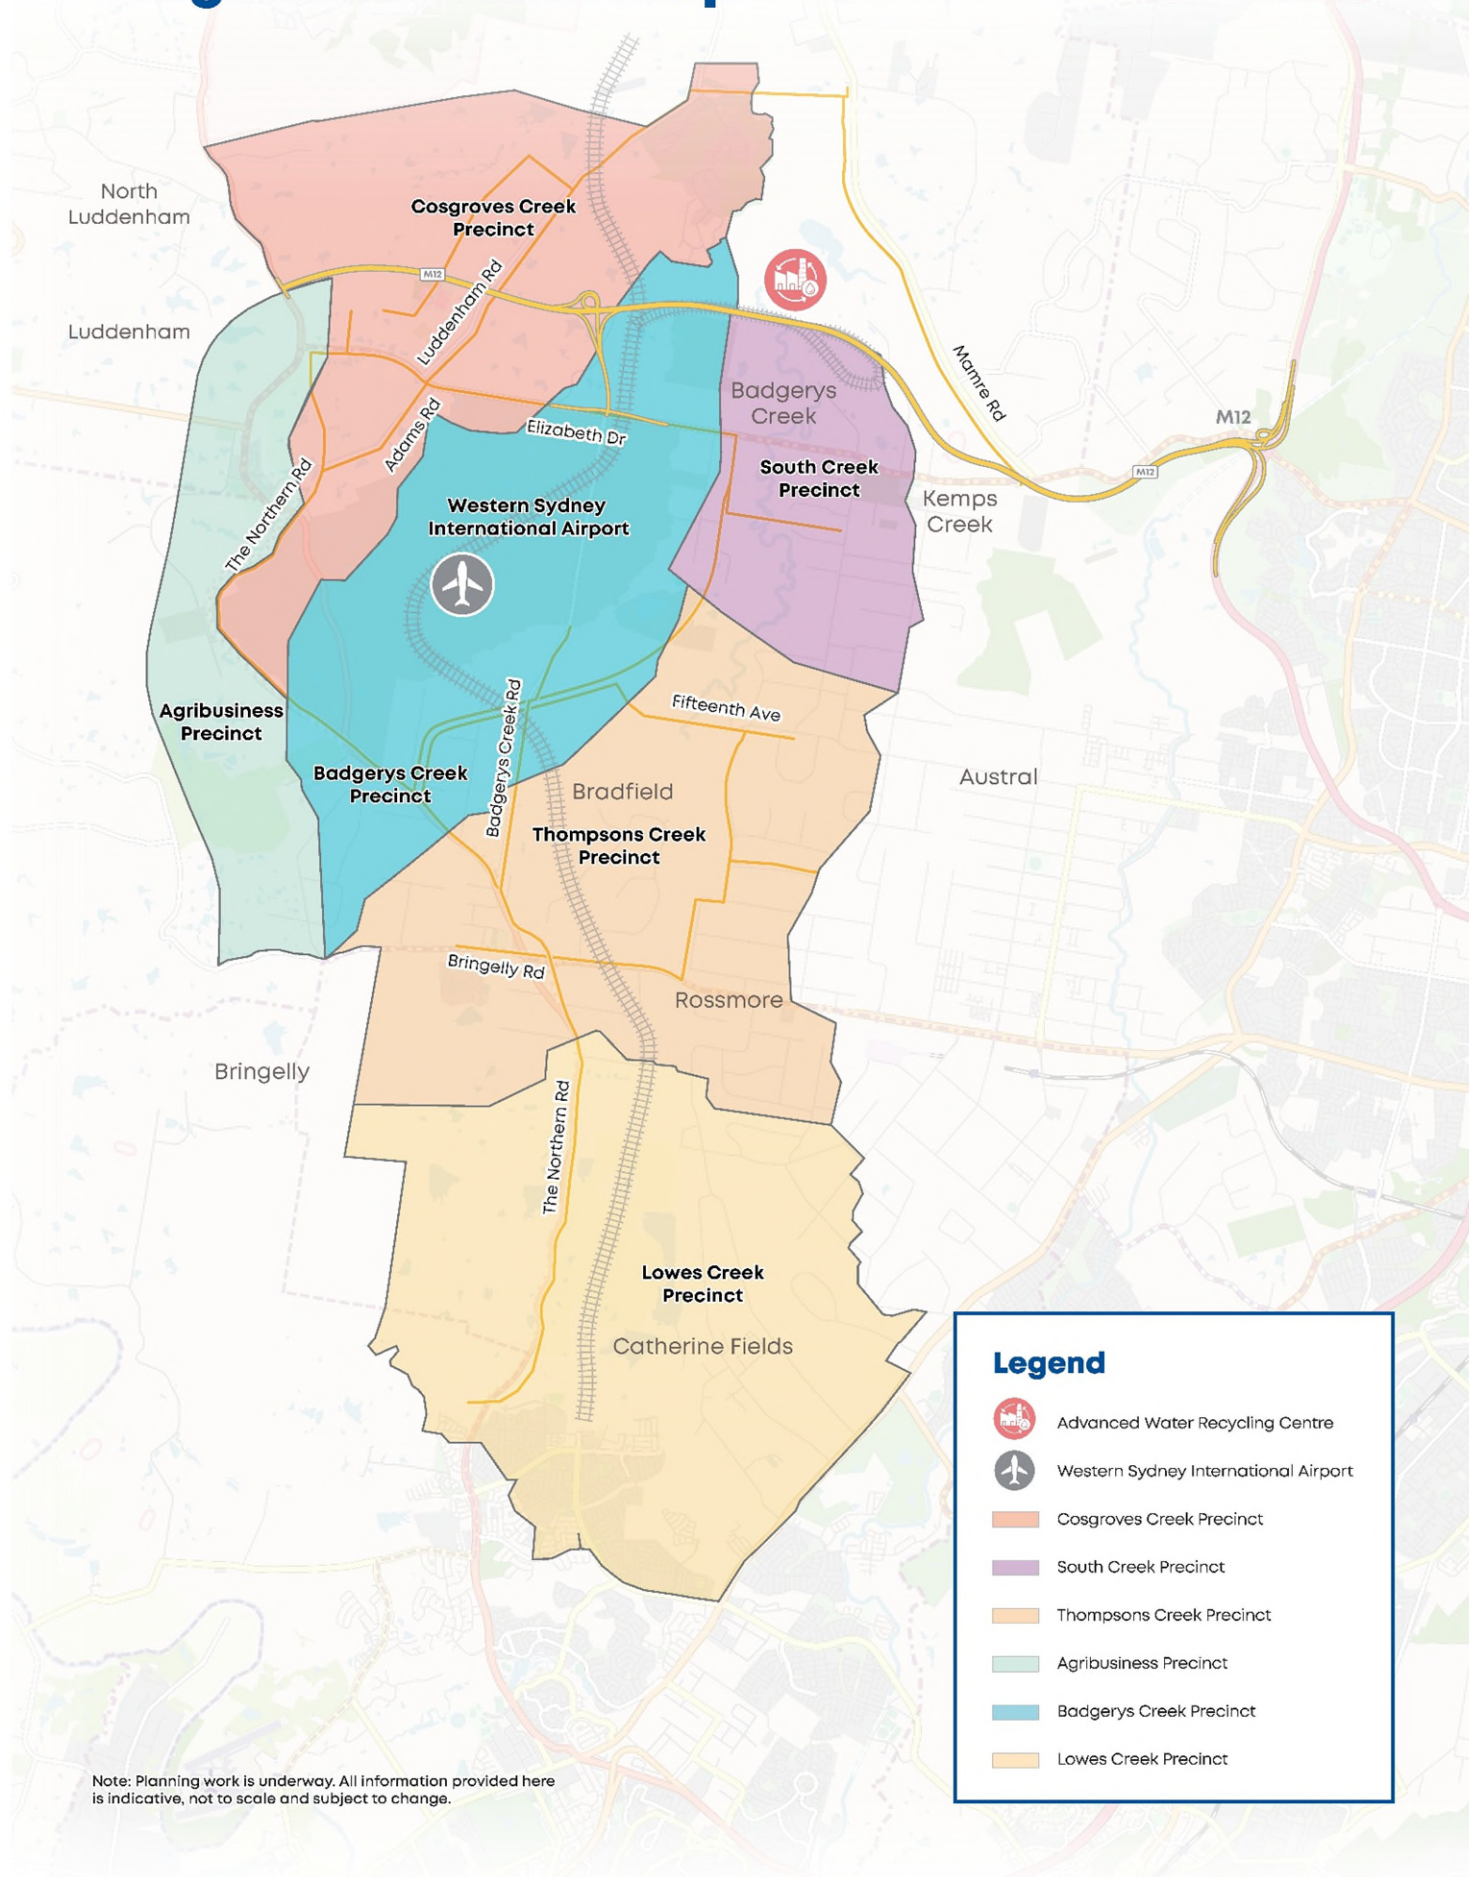 North
Luddenham
Cosgroves Creek
Precinct
M12
Luddenham Rd
Luddenham
Mamre Rd
Badgerys
Creek
Adams Rd
Elizabeth Dr
M12
M12
South Creek
Precinct
The Northern Rd
Western Sydney
International Airport
Kemps
Creek
Agribusiness
Precinct
Fifteenth Ave
Badgerys Creek Rd
Badgerys Creek
Precinct
Bradfield
Austral
Thompsons Creek
Precinct
Bringelly Rd
Rossmore
Bringelly
The Northern Rd
Lowes Creek
Precinct
Catherine Fields
Legend
Advanced Water Recycling Centre
Western Sydney International Airport
Cosgroves Creek Precinct
South Creek Precinct
Thompsons Creek Precinct
Agribusiness Precinct
Badgerys Creek Precinct
Lowes Creek Precinct
Note: Planning work is underway. All information provided here
is indicative, not to scale and subject to change.